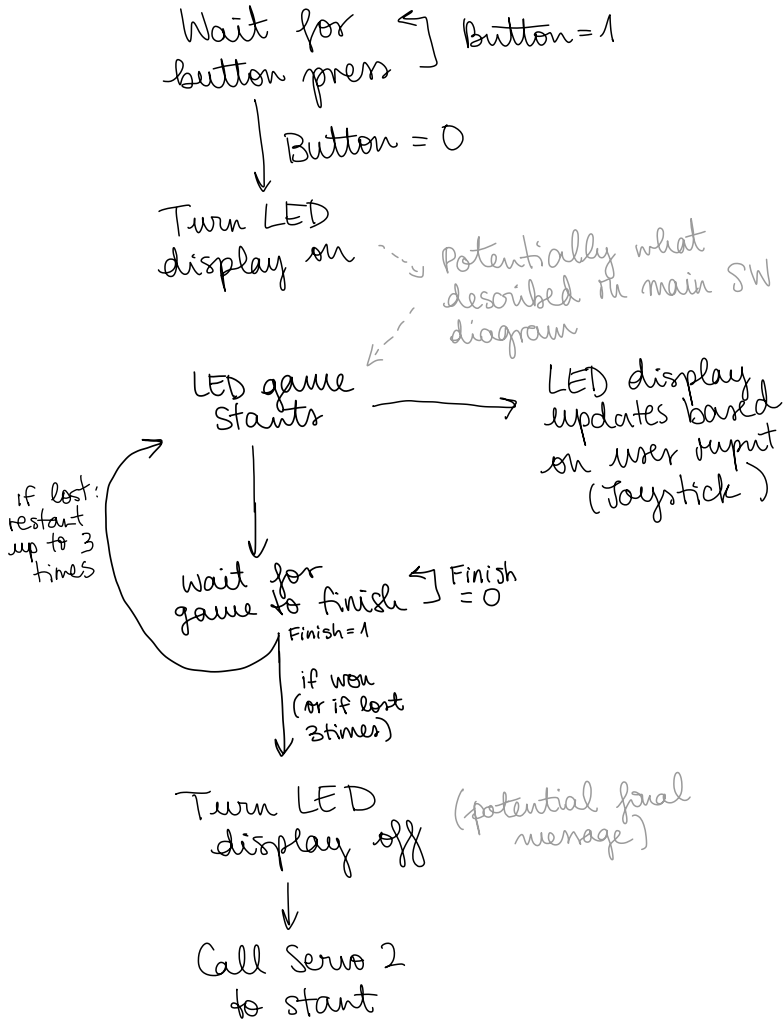 Wait for
button press
Button = 1
Button = 0
Turn LED
display on
Potentially what
described in main SW
diagram
LED game
starts
LED display
updates based
on user input
(Joystick)
if lost:
restart
up to 3
times
wait for
game to finish
Finish
= 0
Finish = 1
if won
(or if lost
3 times)
Turn LED
display off
(potential final
message)
Call Servo 2
to start